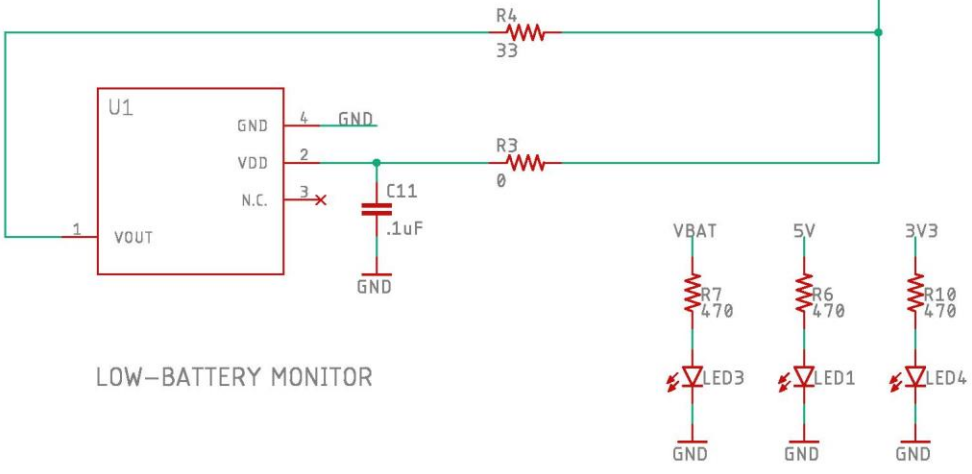 R4
33
U1
GND
4
GND
R3
0
VDD
2
N.C.
3
C11
.1uF
1
VOUT
GND
VBAT
5V
3V3
R7
470
R6
470
R10
470
LOW-BATTERY MONITOR
LED3
LED1
LED4
GND
GND
GND